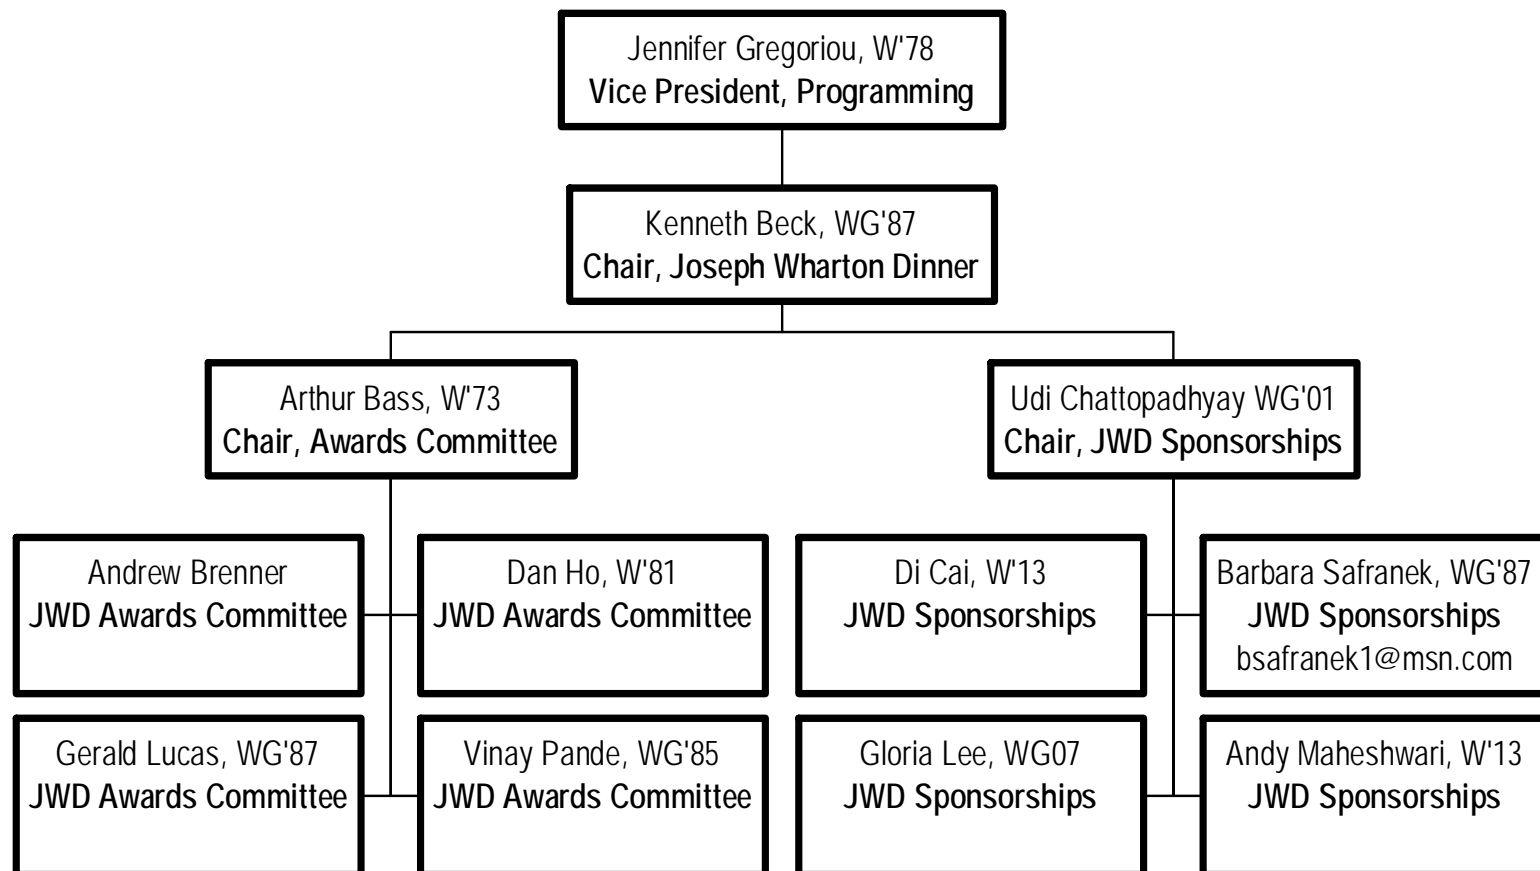 Jennifer Gregoriou, W'78
Vice President, Programming
Kenneth Beck, WG'87
Chair, Joseph Wharton Dinner
Arthur Bass, W'73
Chair, Awards Committee
Udi Chattopadhyay WG'01
Chair, JWD Sponsorships
Andrew Brenner
JWD Awards Committee
Dan Ho, W'81
JWD Awards Committee
Di Cai, W'13
JWD Sponsorships
Barbara Safranek, WG'87
JWD Sponsorships
bsafranek1@msn.com
Gerald Lucas, WG'87
JWD Awards Committee
Vinay Pande, WG'85
JWD Awards Committee
Gloria Lee, WG07
JWD Sponsorships
Andy Maheshwari, W'13
JWD Sponsorships